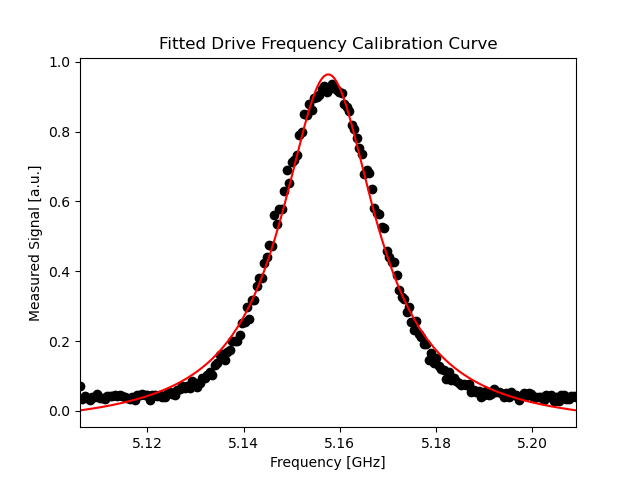 Fitted Drive Frequency Calibration Curve
Measured Signal [a.u.]
1.0
0.8
0.6
0.4
0.2
0.0
5.12 5.14 5.16 5.18 5.20
Frequency [GHz]